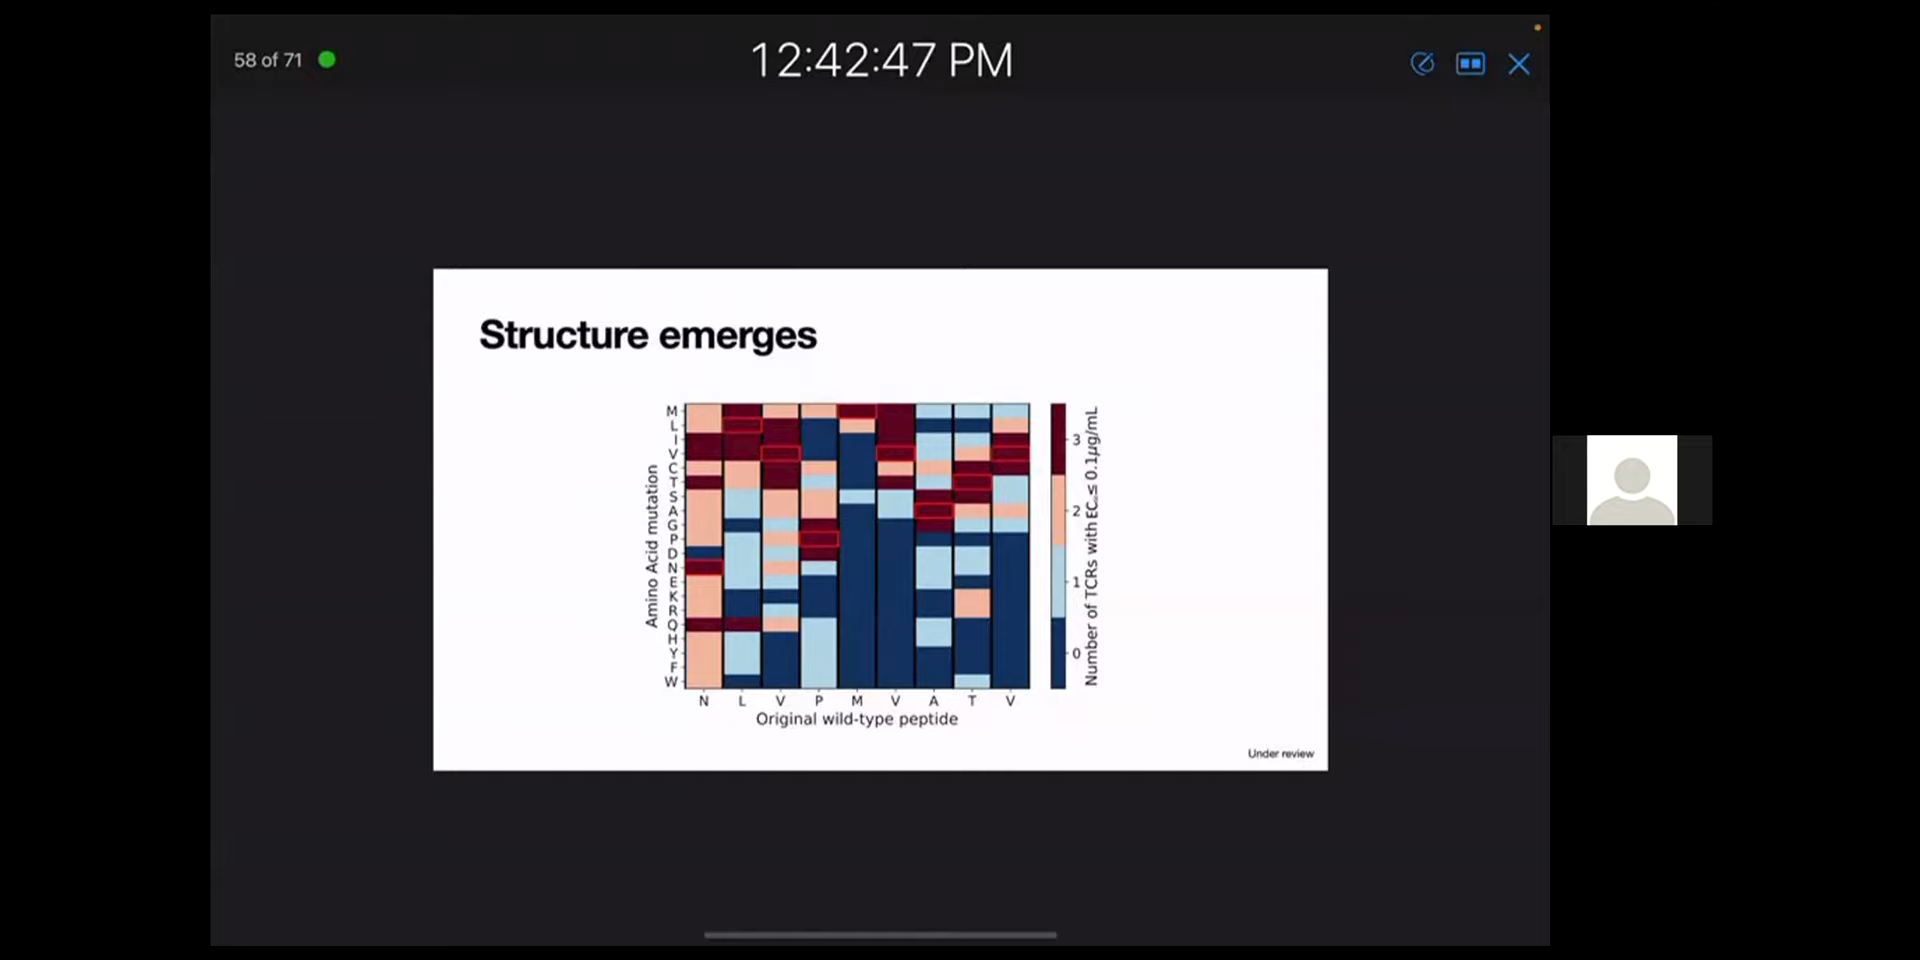 58 of 71
12:42:47 PM
Structure emerges
Amino Acid mutation
M
L
I
V
C
T
S
A
G
P
D
N
E
K
R
Q
H
Y
F
W
N L V P M V A T V
Original wild-type peptide
3
2
1
0
Number of TCRs with EC ≤ 0.1μg/mL
Under review